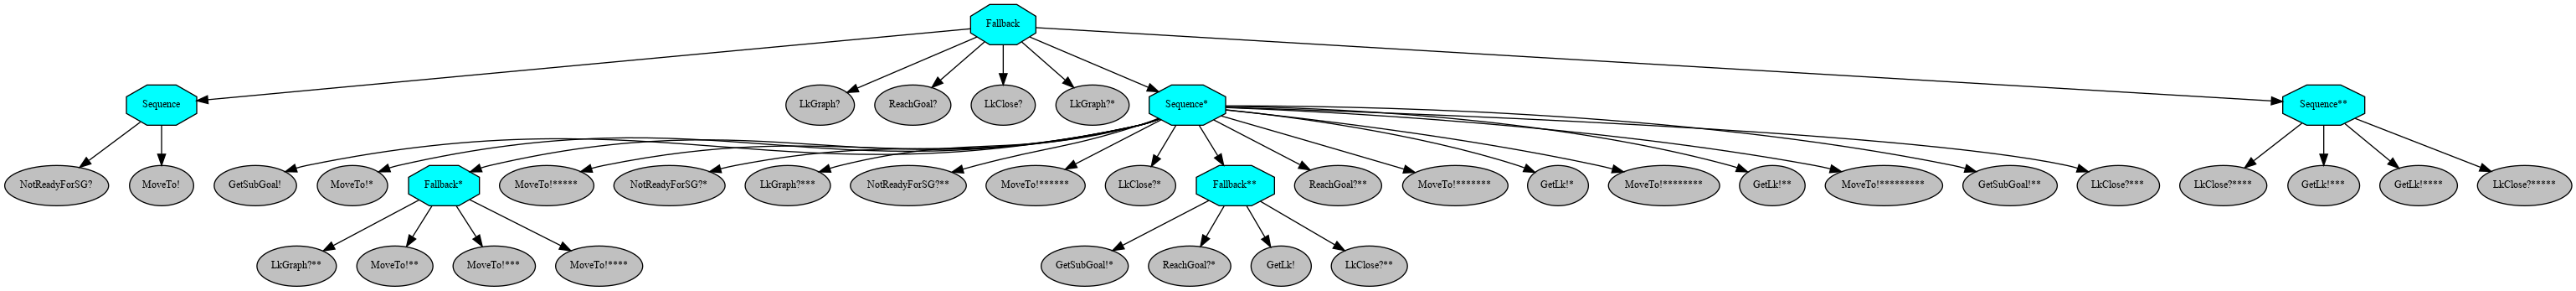 Fallback
Sequence
LkGraph?
ReachGoal?
LkClose?
LkGraph?*
Sequence*
Sequence**
NotReadyForSG?
MoveTo!
GetSubGoal!
MoveTo!*
Fallback*
MoveTo!*****
NotReadyForSG?*
LkGraph?***
NotReadyForSG?**
MoveTo!******
LkClose?*
Fallback**
ReachGoal?**
MoveTo!*******
GetLk!*
MoveTo!********
GetLk!**
MoveTo!*********
GetSubGoal!**
LkClose?***
LkClose?****
GetLk!***
GetLk!****
LkClose?*****
LkGraph?**
MoveTo!**
MoveTo!***
MoveTo!****
GetSubGoal!*
ReachGoal?*
GetLk!
LkClose?**